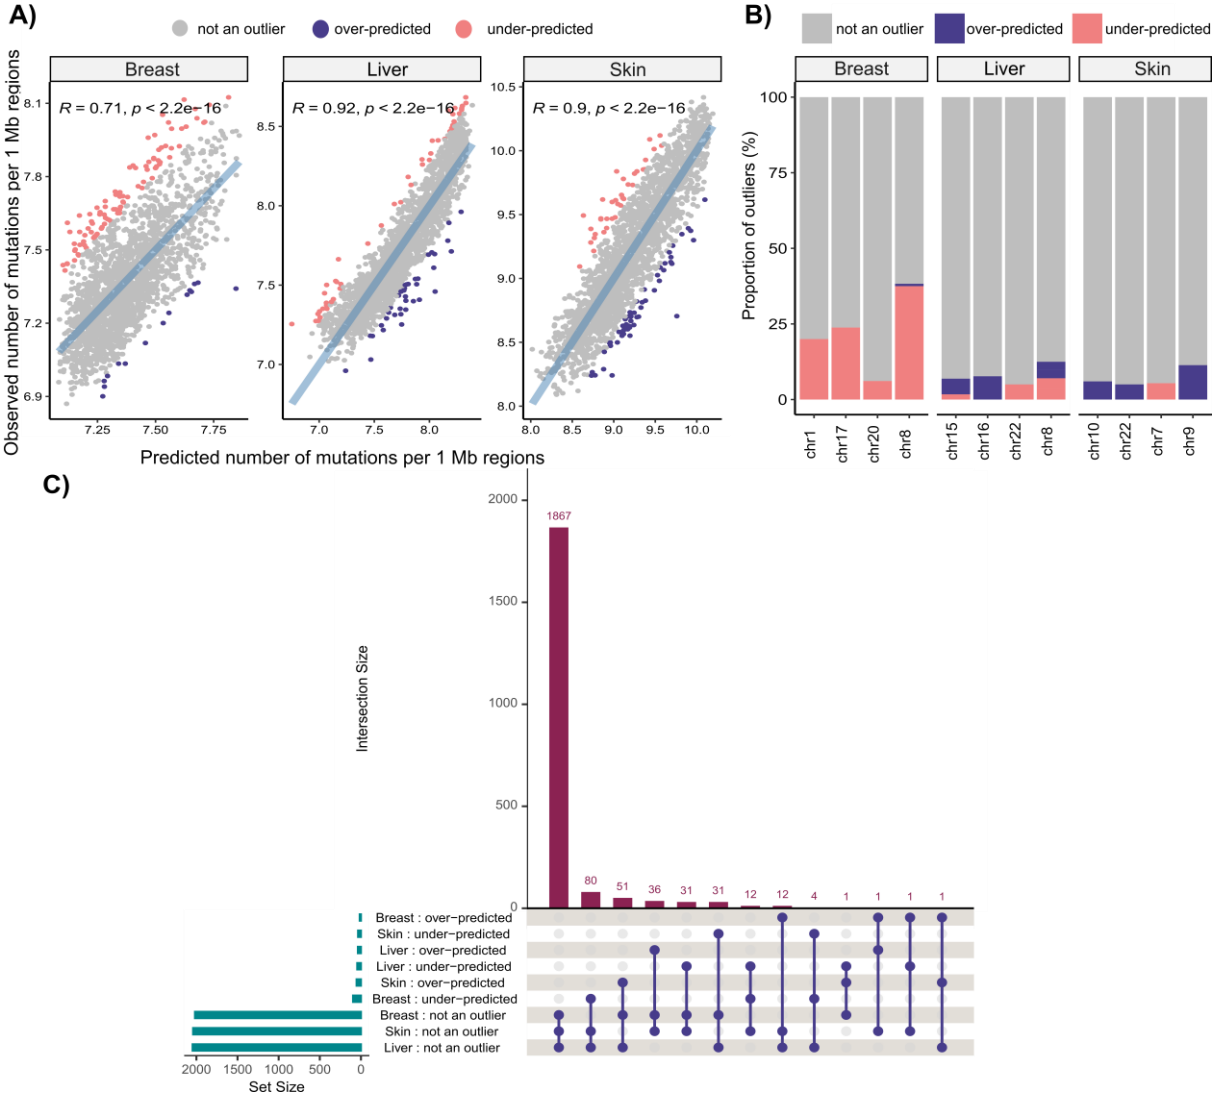 A)
not an outlier over−predicted under−predicted
Breast Liver Skin
R = 0.71, p < 2.2e−16
R = 0.92, p < 2.2e−16
R = 0.9, p < 2.2e−16
Observed number of mutations per 1 Mb regions
8.1
7.8
7.5
7.2
6.9
8.5
8.0
7.5
7.0
10.5
10.0
9.5
9.0
8.5
8.0
7.25 7.50 7.75
7.0 7.5 8.0
8.0 8.5 9.0 9.5 10.0
Predicted number of mutations per 1 Mb regions
B)
not an outlier over−predicted under−predicted
Breast Liver Skin
Proportion of outliers (%)
100
75
50
25
0
chr1
chr17
chr20
chr8
chr15
chr16
chr22
chr8
chr10
chr22
chr7
chr9
C)
Intersection Size
2000
1500
1000
500
0
1867
80
51
36
31
31
12
12
4
1
1
1
1
Breast : over−predicted
Skin : under−predicted
Liver : over−predicted
Liver : under−predicted
Skin : over−predicted
Breast : under−predicted
Breast : not an outlier
Skin : not an outlier
Liver : not an outlier
2000 1500 1000 500 0
Set Size